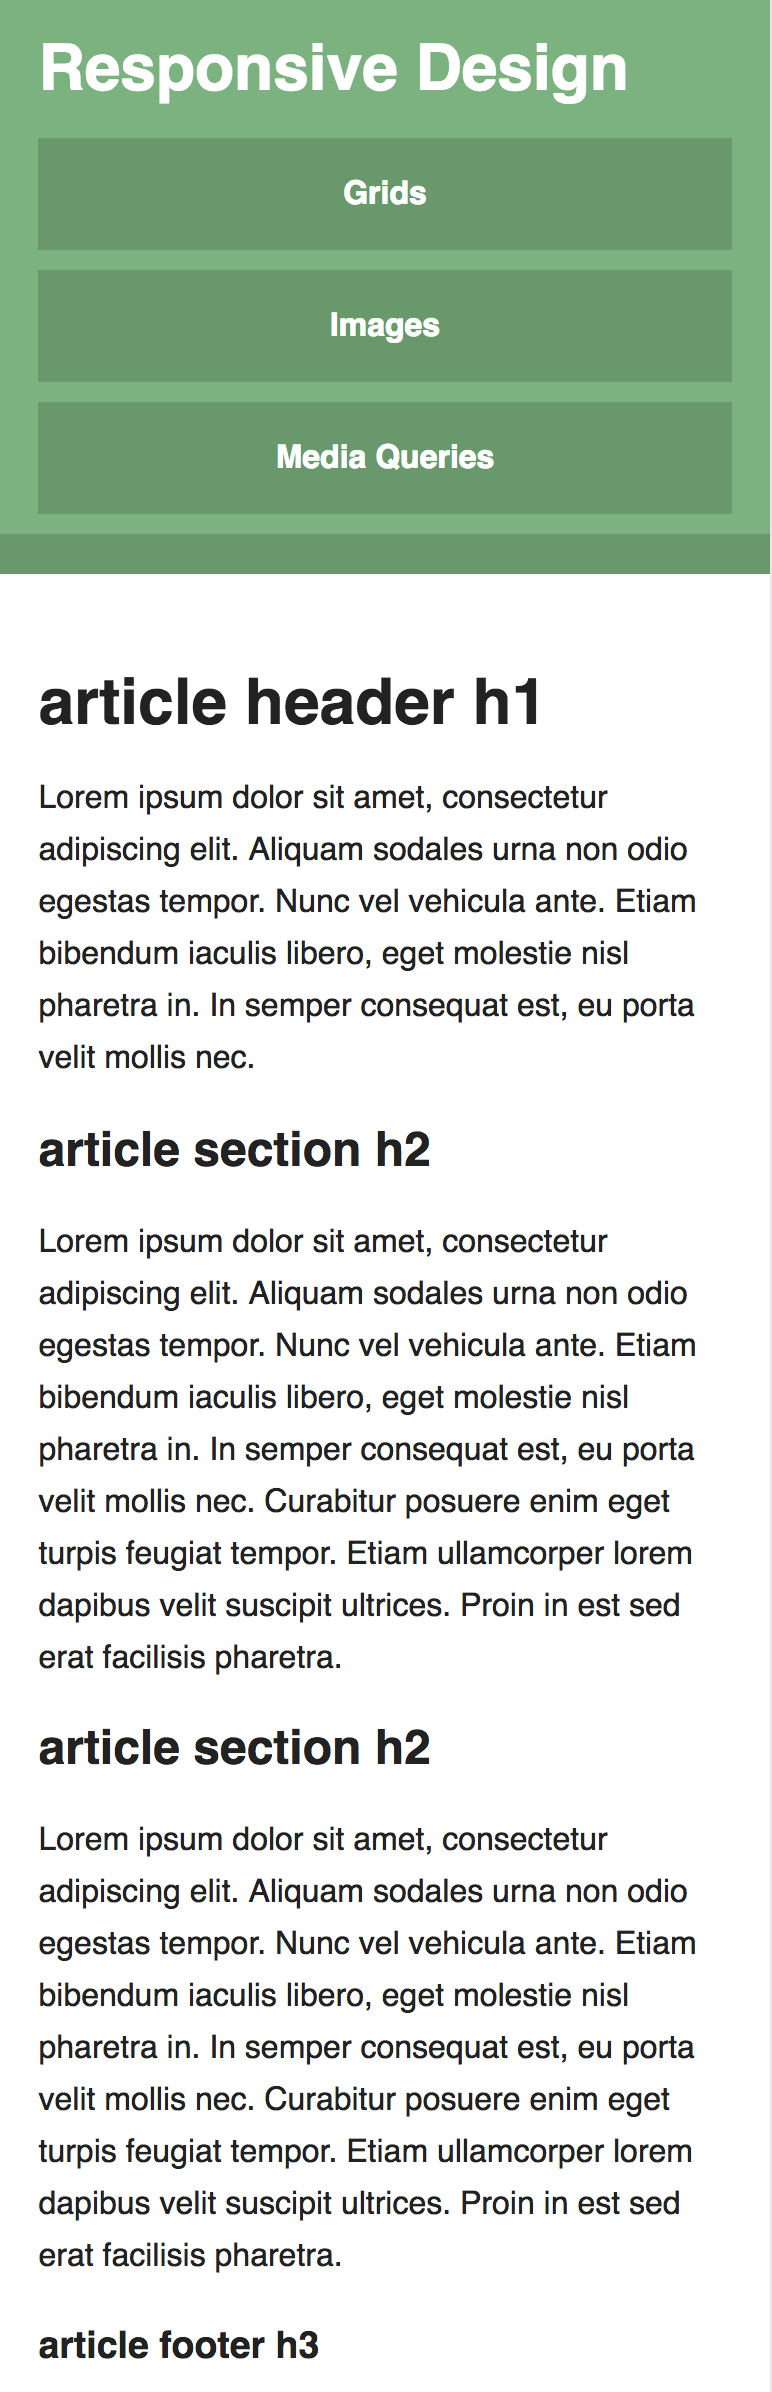 Responsive Design
Grids
Images
Media Queries
article header h1
Lorem ipsum dolor sit amet, consectetur
adipiscing elit. Aliquam sodales urna non odio
egestas tempor. Nunc vel vehicula ante. Etiam
bibendum iaculis libero, eget molestie nisl
pharetra in. In semper consequat est, eu porta
velit mollis nec.
article section h2
Lorem ipsum dolor sit amet, consectetur
adipiscing elit. Aliquam sodales urna non odio
egestas tempor. Nunc vel vehicula ante. Etiam
bibendum iaculis libero, eget molestie nisl
pharetra in. In semper consequat est, eu porta
velit mollis nec. Curabitur posuere enim eget
turpis feugiat tempor. Etiam ullamcorper lorem
dapibus velit suscipit ultrices. Proin in est sed
erat facilisis pharetra.
article section h2
Lorem ipsum dolor sit amet, consectetur
adipiscing elit. Aliquam sodales urna non odio
egestas tempor. Nunc vel vehicula ante. Etiam
bibendum iaculis libero, eget molestie nisl
pharetra in. In semper consequat est, eu porta
velit mollis nec. Curabitur posuere enim eget
turpis feugiat tempor. Etiam ullamcorper lorem
dapibus velit suscipit ultrices. Proin in est sed
erat facilisis pharetra.
article footer h3